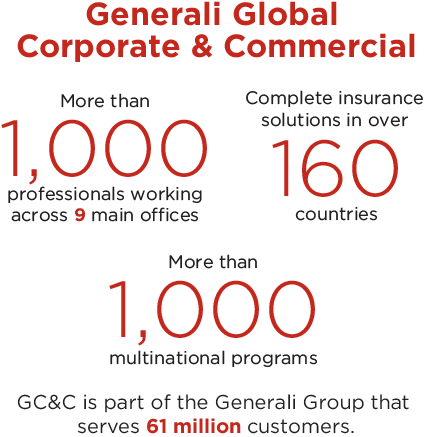 Generali Global
Corporate & Commercial
More than
1,000
professionals working
across 9 main offices
Complete insurance
solutions in over
160
countries
More than
1,000
multinational programs
GC&C is part of the Generali Group that
serves 61 million customers.